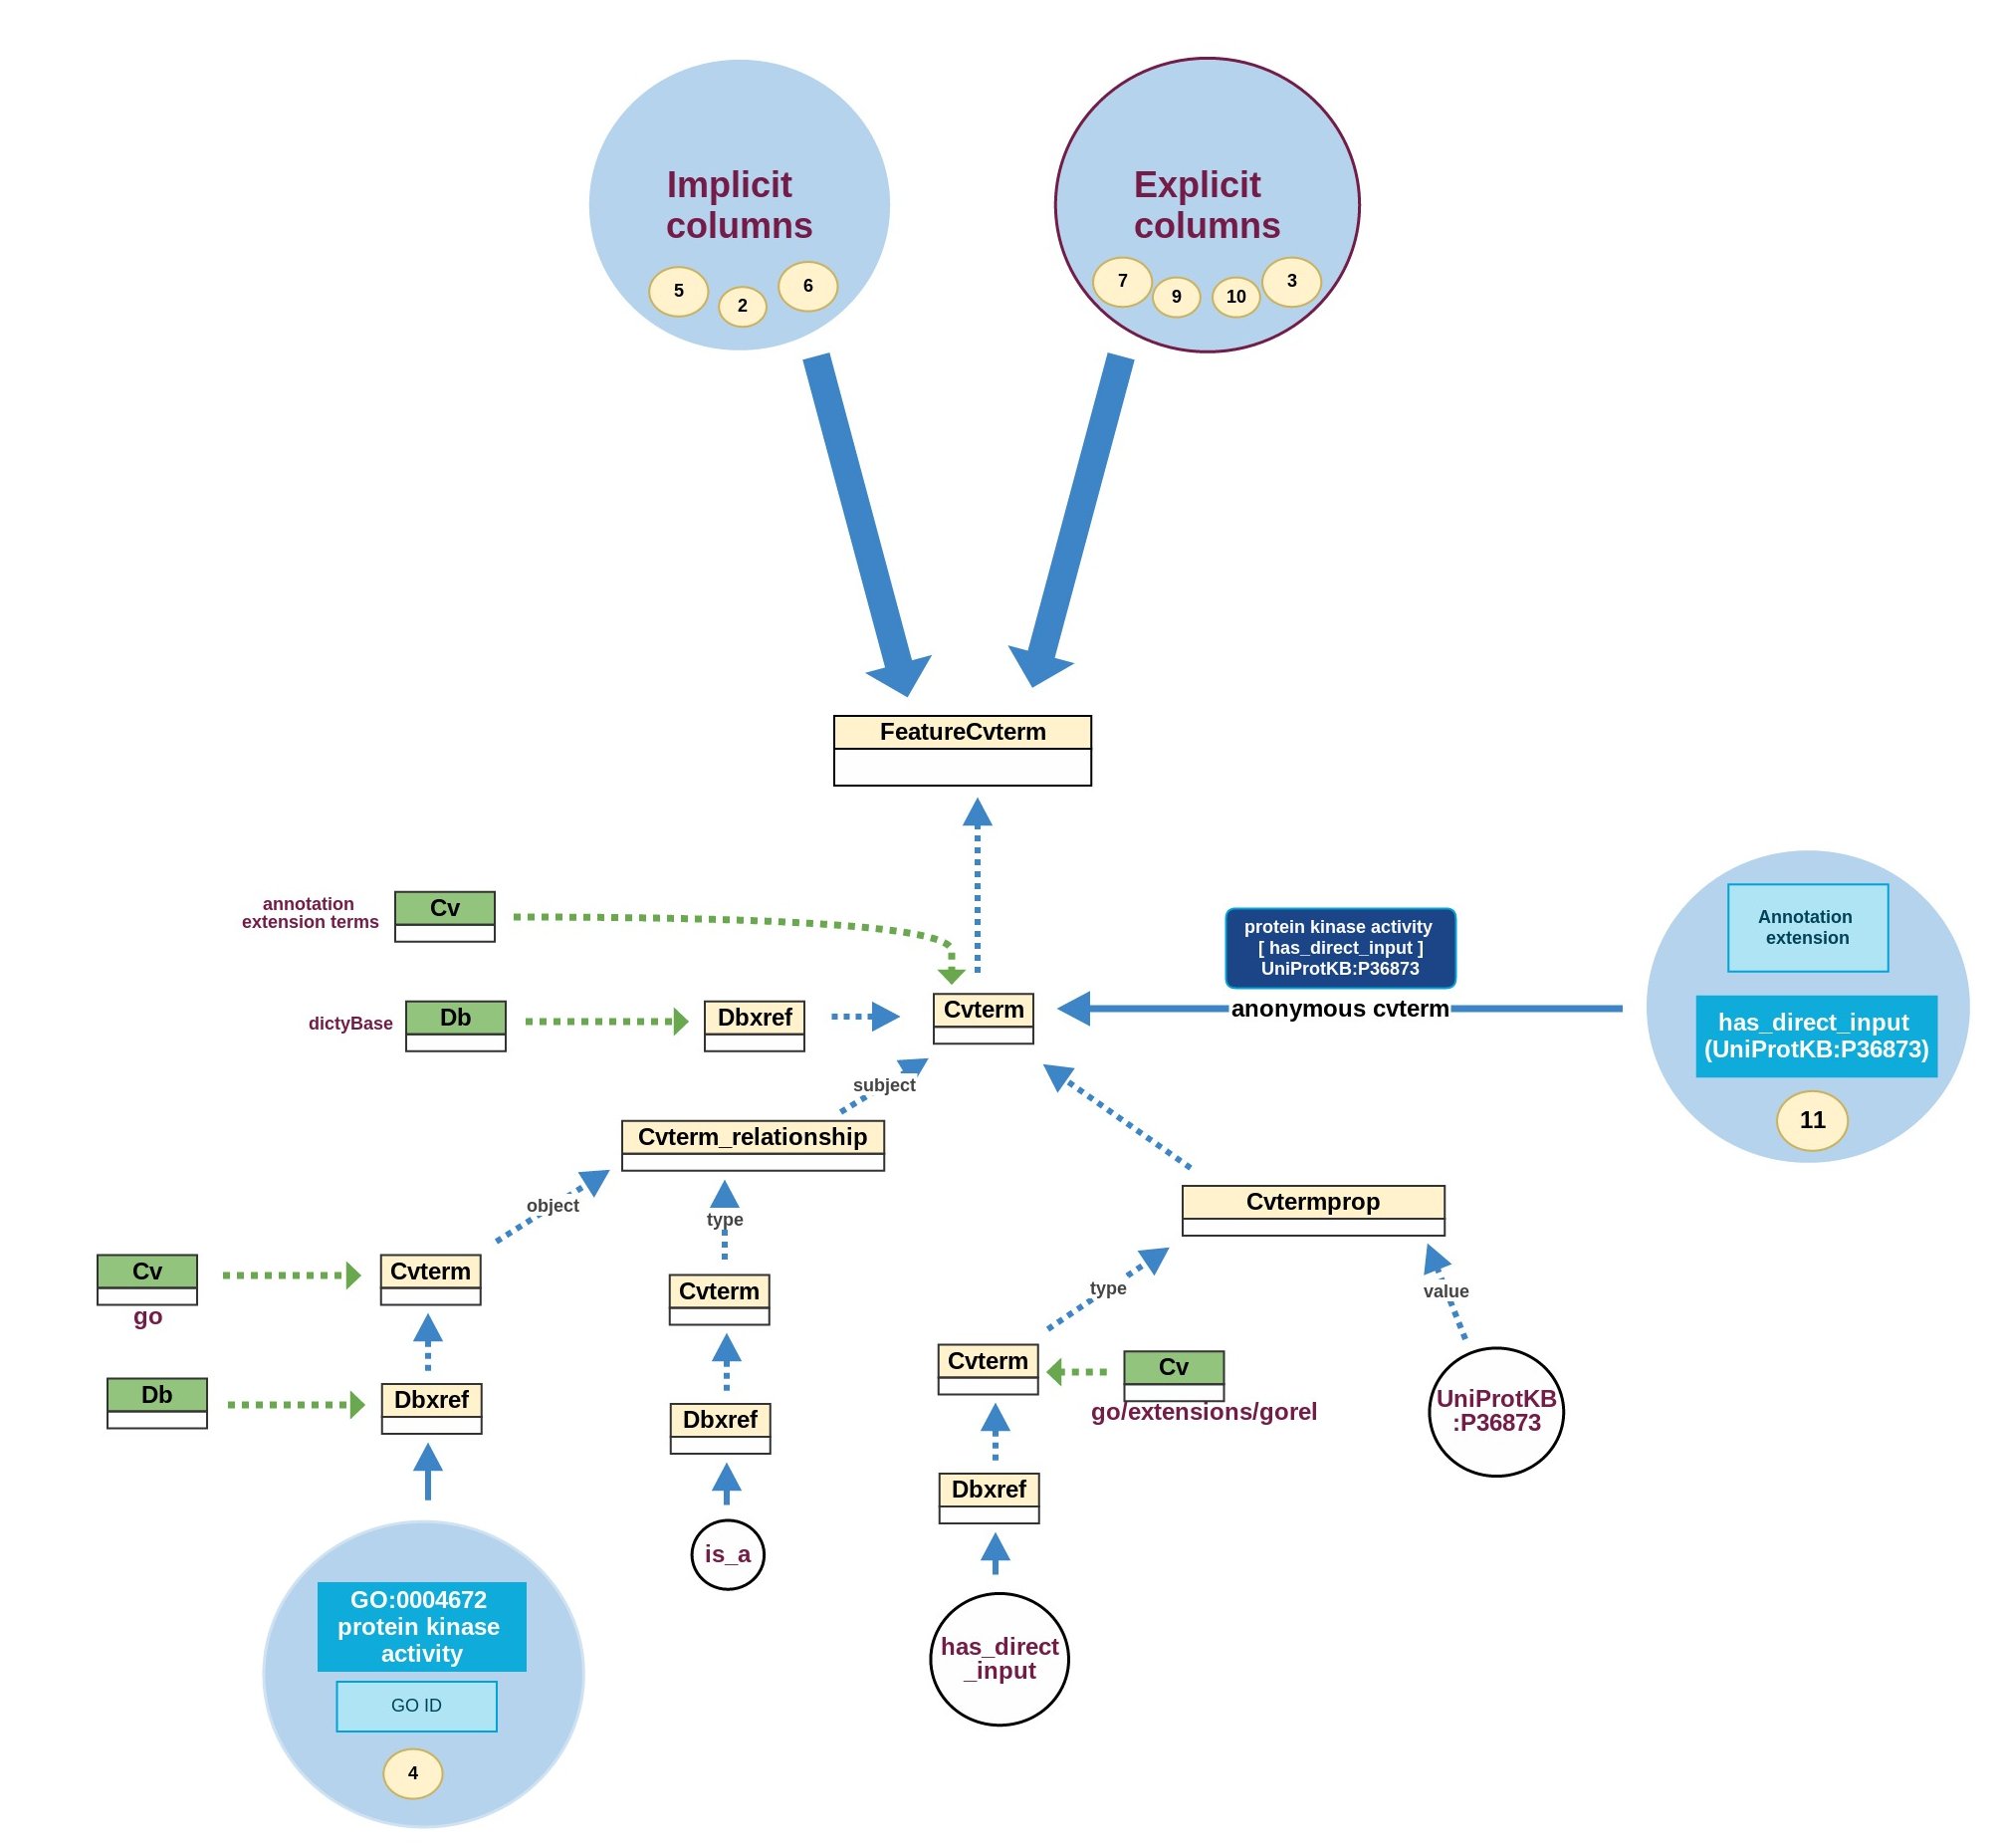 Implicit
columns
5
2
6
Explicit
columns
7
9
10
3
FeatureCvterm
annotation
extension terms
Cv
dictyBase
Db
Dbxref
Cvterm
protein kinase activity
[ has_direct_input ]
UniProtKB:P36873
anonymous cvterm
Annotation
extension
has_direct_input
(UniProtKB:P36873)
11
subject
Cvterm_relationship
object
type
Cvtermprop
type
value
Cv
go
Cvterm
Db
Dbxref
Cvterm
Dbxref
is_a
Cvterm
Cv
go/extensions/gorel
Dbxref
has_direct
_input
UniProtKB
:P36873
GO:0004672
protein kinase
activity
GO ID
4